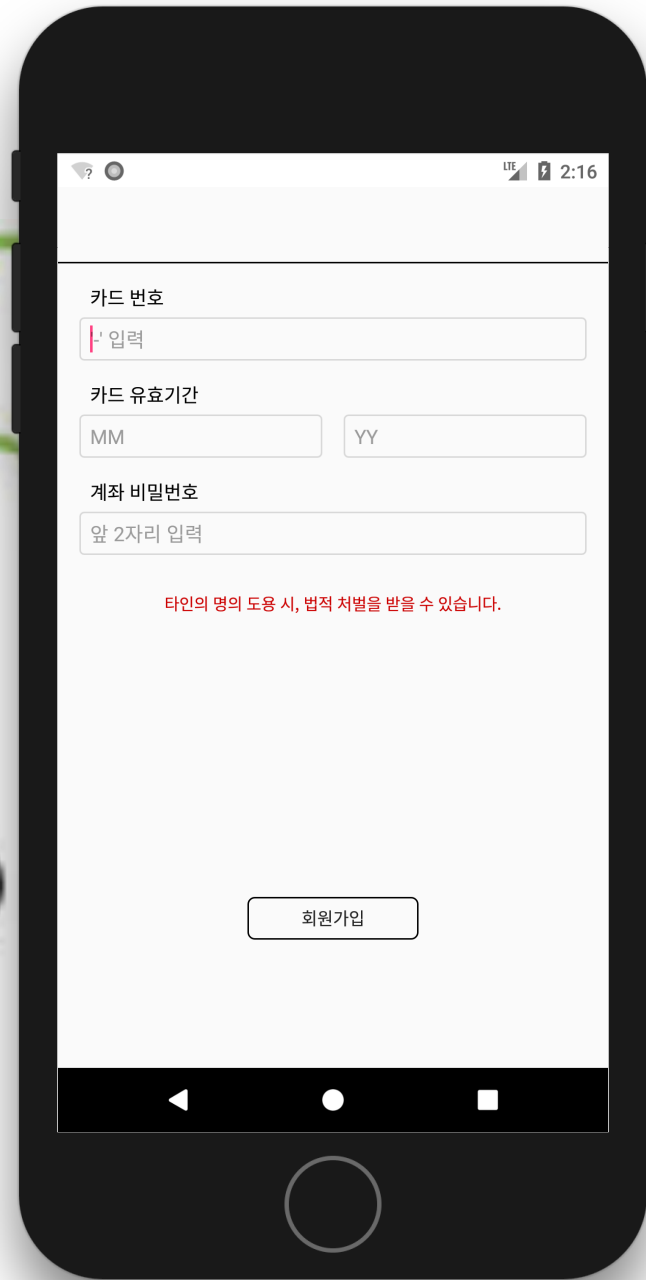 LTE 2:16
카드 번호
-' 입력
카드 유효기간
MM YY
계좌 비밀번호
앞 2자리 입력
타인의 명의 도용 시, 법적 처벌을 받을 수 있습니다.
회원가입